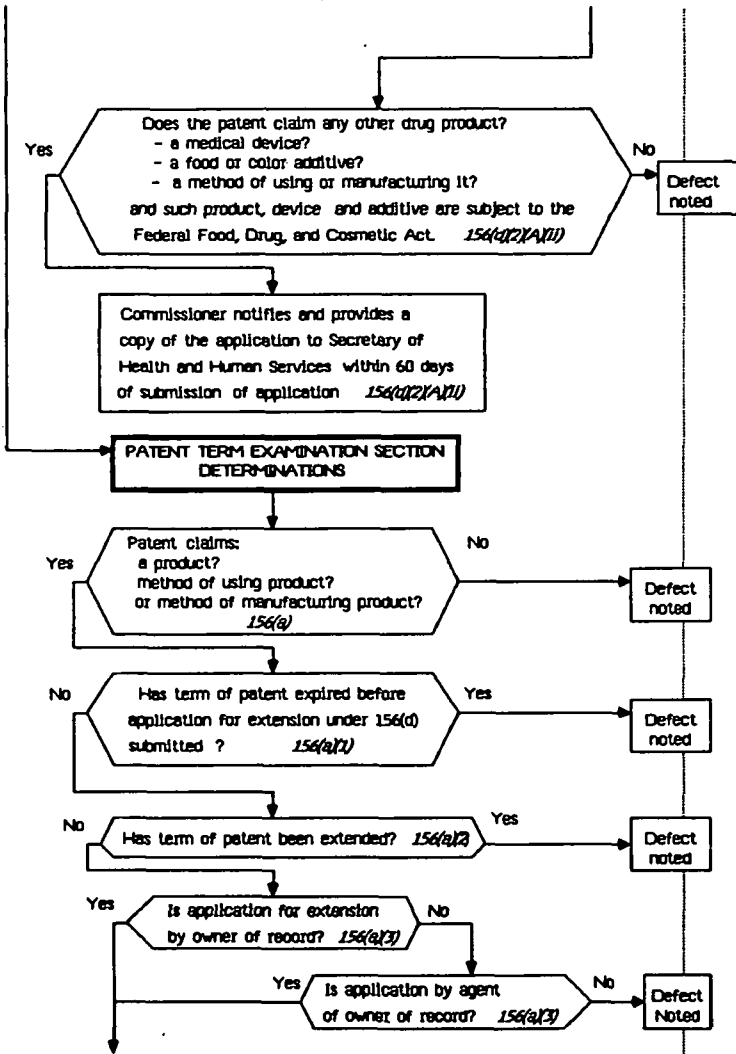 Does the patent claim any other drug product?
Yes
- a medical device?
No
- a food or color additive?
- a method of using or manufacturing it?
Defect
noted
and such product, device and additive are subject to the
Federal Food, Drug, and Cosmetic Act. 156(d)(2)(A)(ii)
Commissioner notifies and provides a
copy of the application to Secretary of
Health and Human Services within 60 days
of submission of application 156(d)(2)(A)(ii)
PATENT TERM EXAMINATION SECTION
DETERMINATIONS
Patent claims:
Yes
No
a product?
method of using product?
or method of manufacturing product?
156(a)
Defect
noted
No
Has term of patent expired before
Yes
application for extension under 156(d)
submitted ? 156(a)(1)
Defect
noted
No
Has term of patent been extended? 156(a)(2)
Yes
Defect
noted
Yes
Is application for extension
No
by owner of record? 156(a)(3)
Yes
Is application by agent
No
of owner of record? 156(a)(3)
Defect
Noted